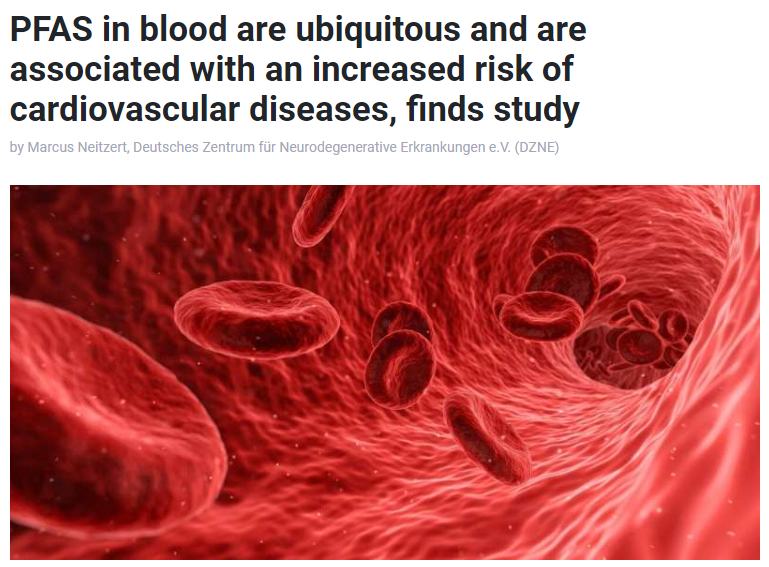 PFAS in blood are ubiquitous and are
associated with an increased risk of
cardiovascular diseases, finds study
by Marcus Neitzert, Deutsches Zentrum für Neurodegenerative Erkrankungen e.V. (DZNE)